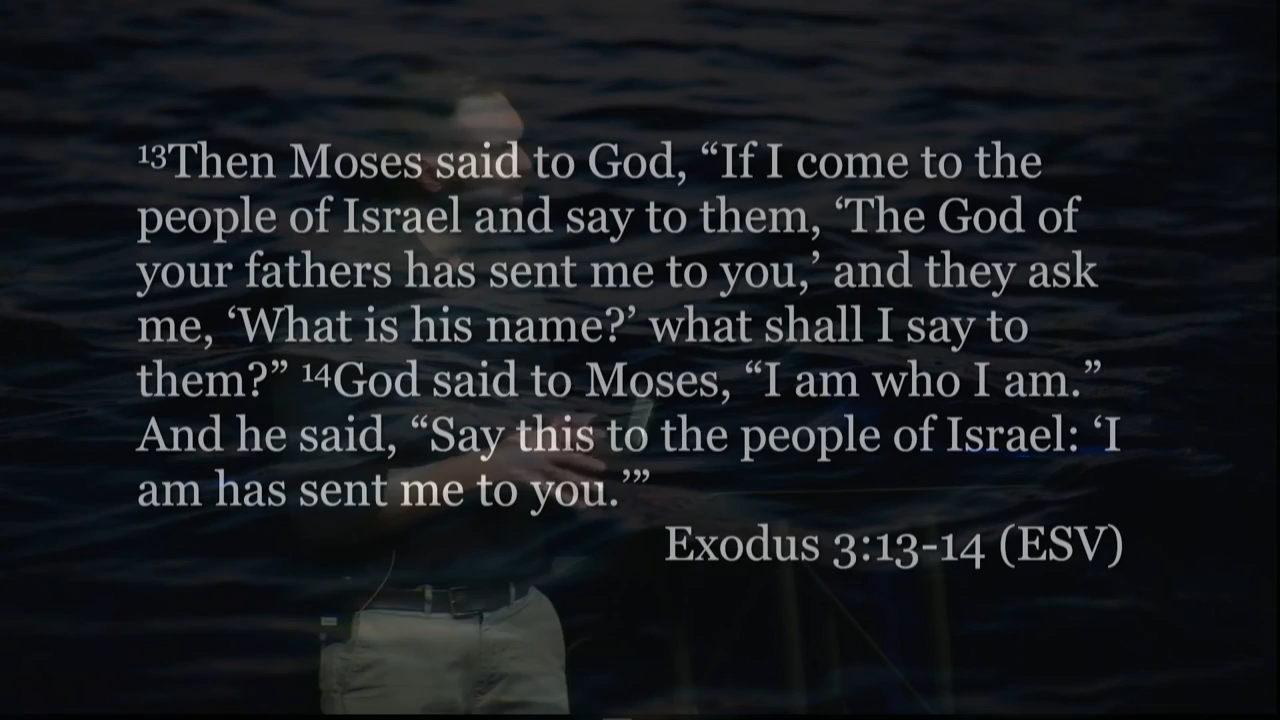 ¹³Then Moses said to God, “If I come to the
people of Israel and say to them, ‘The God of
your fathers has sent me to you,’ and they ask
me, ‘What is his name?’ what shall I say to
them?” ¹⁴God said to Moses, “I am who I am.”
And he said, “Say this to the people of Israel: ‘I
am has sent me to you.’”
Exodus 3:13-14 (ESV)